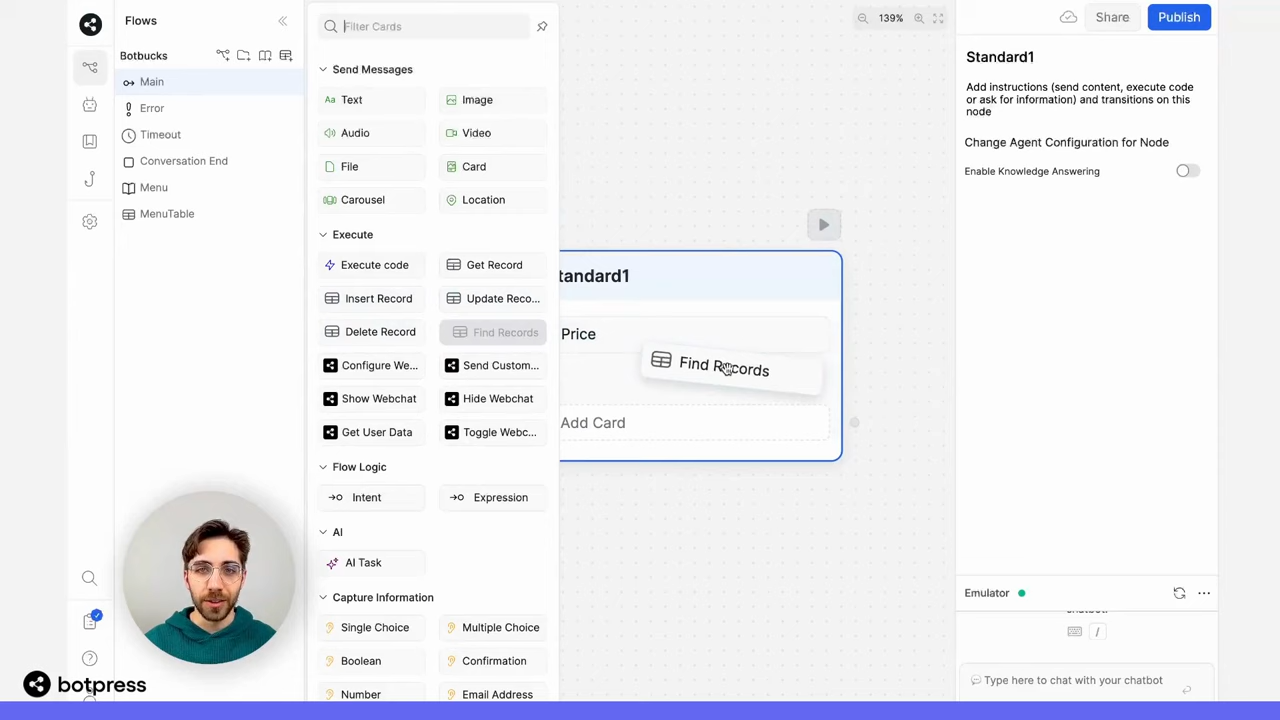 Flows
Botbucks
Main
Error
Timeout
Conversation End
Menu
MenuTable
Filter Cards
Send Messages
Aa Text
Image
Audio
Video
File
Card
Carousel
Location
Execute
Execute code
Get Record
Insert Record
Update Reco...
Delete Record
Find Records
Configure We...
Send Custom...
Show Webchat
Hide Webchat
Get User Data
Toggle Webc...
Flow Logic
Intent
Expression
AI
AI Task
Capture Information
Single Choice
Multiple Choice
Boolean
Confirmation
Number
Email Address
139%
tandard1
Price
Find Records
Add Card
Share
Publish
Standard1
Add instructions (send content, execute code
or ask for information) and transitions on this
node
Change Agent Configuration for Node
Enable Knowledge Answering
Emulator
chatbot!
/
Type here to chat with your chatbot
botpress